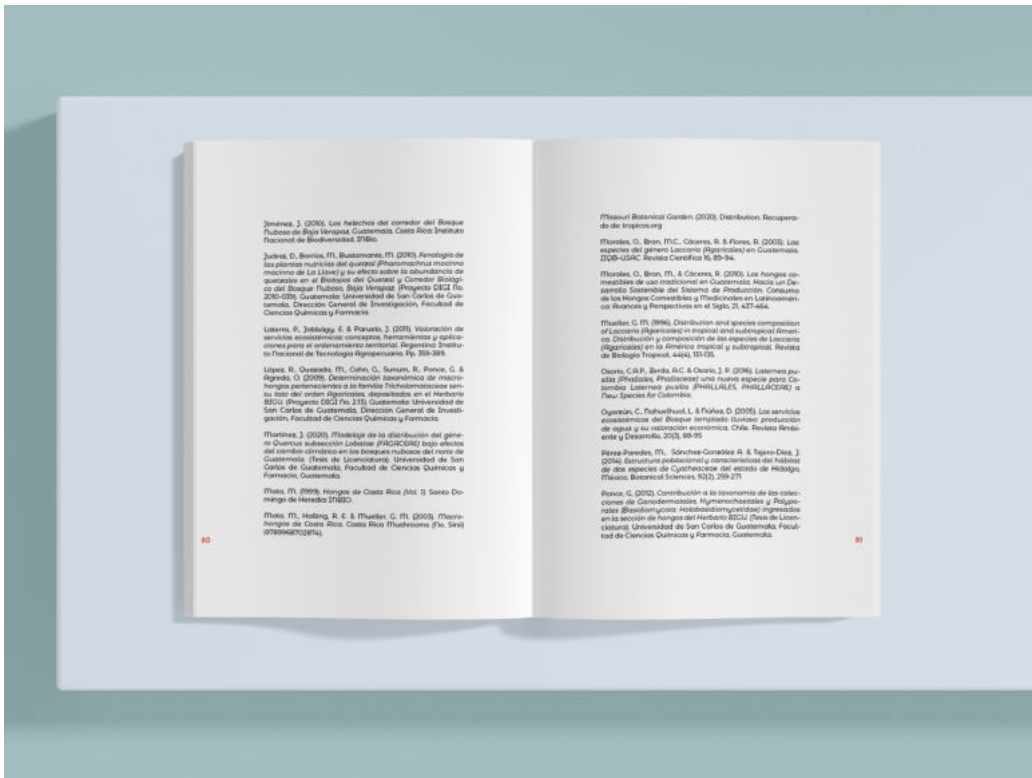 Jiménez, J. (2010). Los helechos del corredor del Bosque
Nuboso de Baja Verapaz, Guatemala. Costa Rica: Instituto
Nacional de Biodiversidad. INBio.
Juárez, D., Barrios, M., Bustamante, M. (2010). Fenología de
las plantas nutricias del quetzal (Pharomachrus mocinno
mocinno de La Llave) y su efecto sobre la abundancia de
quetzales en el Biotopos del Quetzal y Corredor Biológi-
co del Bosque Nuboso, Baja Verapaz. (Proyecto DIGI No.
2010-039). Guatemala: Universidad de San Carlos de Gua-
temala, Dirección General de Investigación, Facultad de
Ciencias Químicas y Farmacia.
Laterra, P., Jobbágy, E. & Paruelo, J. (2011). Valoración de
servicios ecosistémicos: conceptos, herramientas y aplica-
ciones para el ordenamiento territorial. Argentina: Institu-
to Nacional de Tecnología Agropecuaria. Pp. 359-389.
López, R., Quezada, M., Cohn, G., Sunum, R., Ponce, G. &
Agreda, O. (2009). Determinación taxonómica de macro-
hongos pertenecientes a la familia Tricholomataceae sen-
su lato del orden Agaricales, depositados en el Herbario
BIGU. (Proyecto DIGI No. 2.13). Guatemala: Universidad de
San Carlos de Guatemala, Dirección General de Investi-
gación, Facultad de Ciencias Químicas y Farmacia.
Martínez, J. (2020). Modelaje de la distribución del géne-
ro Quercus subsección Lobatae (FAGACEAE) bajo efectos
del cambio climático en los bosques nubosos del norte de
Guatemala. (Tesis de Licenciatura). Universidad de San
Carlos de Guatemala, Facultad de Ciencias Químicas y
Farmacia, Guatemala.
Mata, M. (1999). Hongos de Costa Rica (Vol. 1). Santo Do-
mingo de Heredia: INBIO.
Mata, M., Halling, R. E. & Mueller, G. M. (2003). Macro-
hongos de Costa Rica. Costa Rica Mushrooms (No. Sirsi)
i9789968702874).
80
Missouri Botanical Garden. (2020). Distribution. Recupera-
do de: tropicos.org
Morales, O., Bran, M.C., Cáceres, R. & Flores, R. (2003). Las
especies del género Laccaria (Agaricales) en Guatemala.
IIQB-USAC. Revista Científica 16, 89-94.
Morales, O., Bran, M., & Cáceres, R. (2010). Los hongos co-
mestibles de uso tradicional en Guatemala. Hacia un De-
sarrollo Sostenible del Sistema de Producción. Consumo
de los Hongos Comestibles y Medicinales en Latinoaméri-
ca: Avances y Perspectivas en el Siglo, 21, 437-464.
Mueller, G. M. (1996). Distribution and species composition
of Laccaria (Agaricales) in tropical and subtropical Ameri-
ca. Distribución y composición de las especies de Laccaria
(Agaricales) en la América tropical y subtropical. Revista
de Biología Tropical, 44(4), 131-135.
Osorio, C.A.P., Zerda, A.C. & Osorio, J. P. (2016). Laternea pu-
silla (Phallales, Phallaceae) una nueva especie para Co-
lombia: Laternea pusilla (PHALLALES, PHALLACEAE) a
New Species for Colombia.
Oyarzún, C., Nahuelhual, L. & Núñez, D. (2005). Los servicios
ecosistémicos del Bosque templado lluvioso: producción
de agua y su valoración económica. Chile. Revista Ambi-
ente y Desarrollo, 20(3), 88-95
Pérez-Paredes, M., Sánchez-González A. & Tejero-Díez, J.
(2014). Estructura poblacional y características del hábitat
de dos especies de Cyatheaceae del estado de Hidalgo,
México. Botanical Sciences, 92(2), 259-271.
Ponce, G. (2012). Contribución a la taxonomía de las colec-
ciones de Ganodermatales, Hymenochaetales y Polypo-
rales (Basidiomycota: Holobasidiomycetidae) ingresados
en la sección de hongos del Herbario BIGU. (Tesis de Licen-
ciatura). Universidad de San Carlos de Guatemala, Facul-
tad de Ciencias Químicas y Farmacia, Guatemala.
81